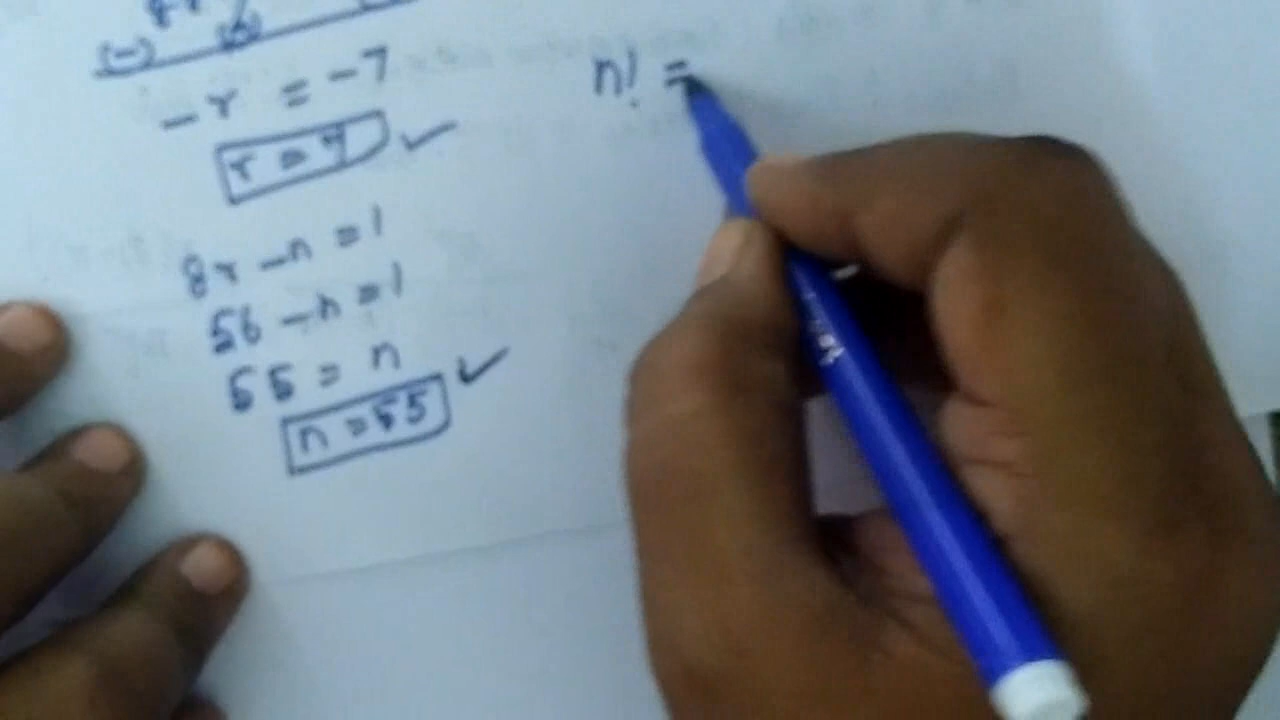 (-)
-r = -7
r = 7
8r - n = 1
56 - n = 1
55 = n
n = 55
n! =